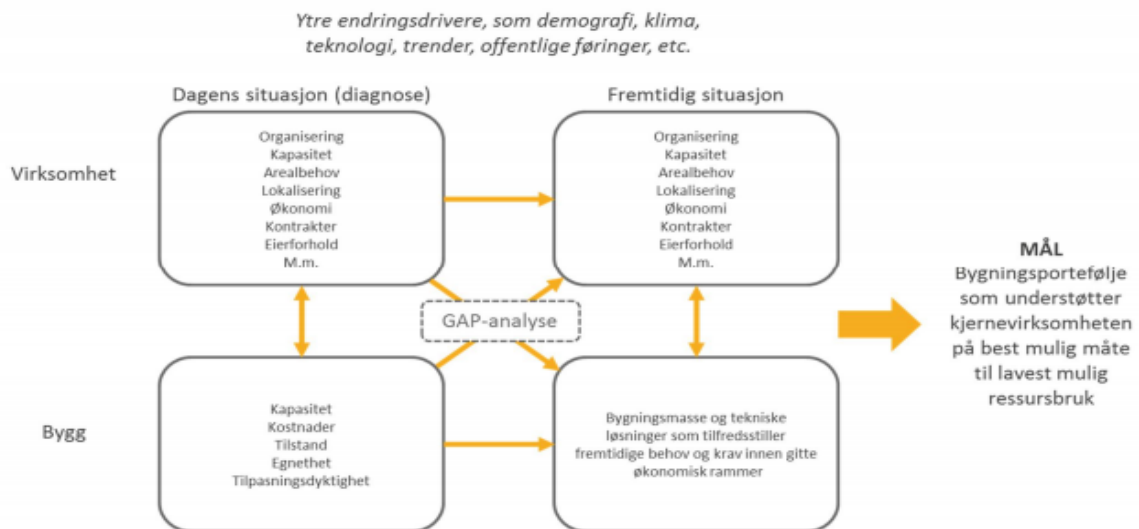 Ytre endringsdrivere, som demografi, klima,
teknologi, trender, offentlige føringer, etc.
Dagens situasjon (diagnose)
Fremtidig situasjon
Virksomhet
Organisering
Kapasitet
Arealbehov
Lokalisering
Økonomi
Kontrakter
Eierforhold
M.m.
Organisering
Kapasitet
Arealbehov
Lokalisering
Økonomi
Kontrakter
Eierforhold
M.m.
GAP-analyse
MÅL
Bygningsportefølje
som understøtter
kjernevirksomheten
på best mulig måte
til lavest mulig
ressursbruk
Bygg
Kapasitet
Kostnader
Tilstand
Egnethet
Tilpasningsdyktighet
Bygningsmasse og tekniske
løsninger som tilfredsstiller
fremtidige behov og krav innen gitte
økonomisk rammer